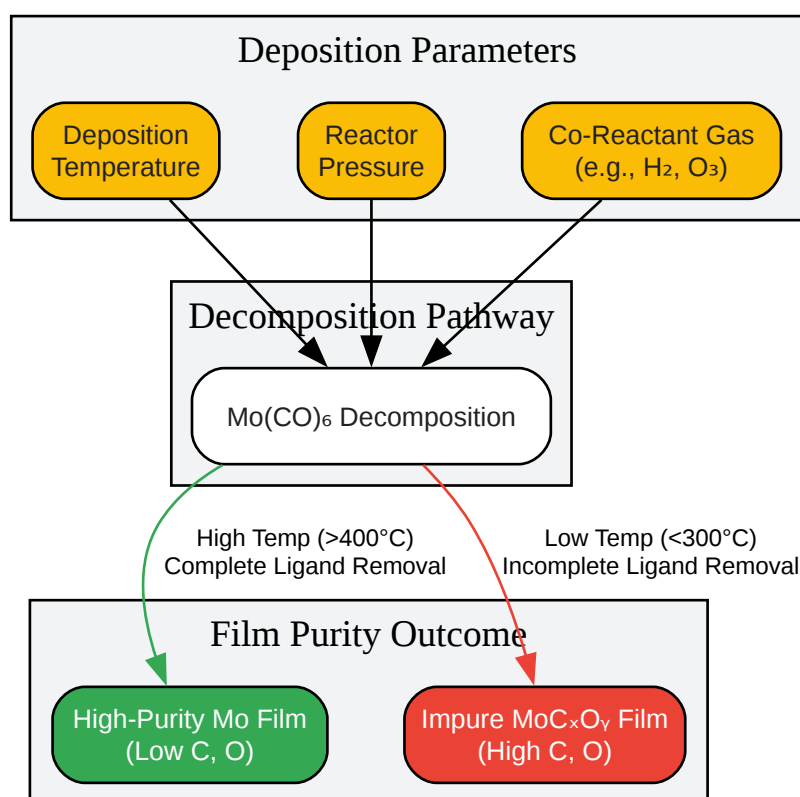 Deposition Parameters
Deposition
Temperature
Reactor
Pressure
Co-Reactant Gas
(e.g., H₂, O₃)
Decomposition Pathway
Mo(CO)₆ Decomposition
High Temp (>400°C)
Complete Ligand Removal
Low Temp (<300°C)
Incomplete Ligand Removal
Film Purity Outcome
High-Purity Mo Film
(Low C, O)
Impure MoCₓOᵧ Film
(High C, O)